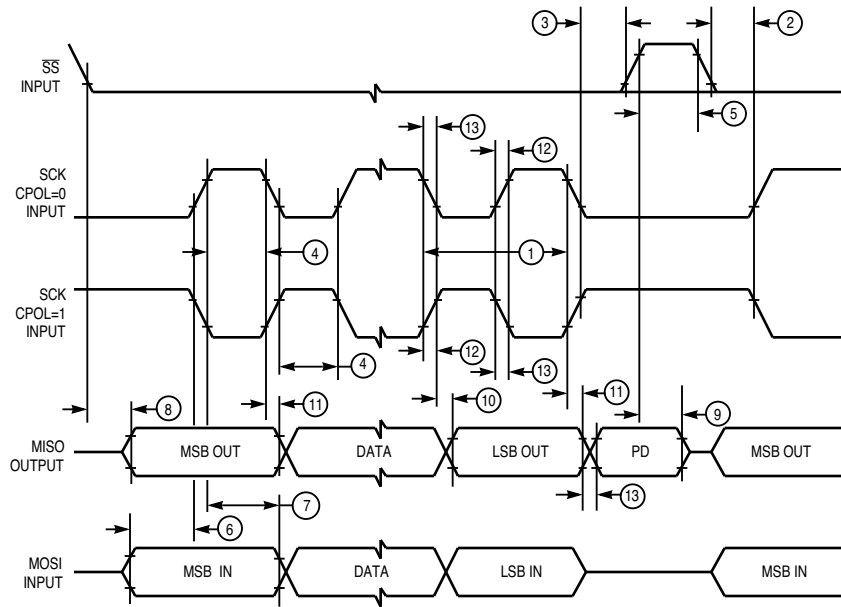 3
2
SS
INPUT
5
13
12
SCK
CPOL=0
INPUT
4
1
SCK
CPOL=1
INPUT
4
12
13
8
11
10
11
9
MISO
OUTPUT
MSB OUT
DATA
LSB OUT
PD
MSB OUT
7
13
6
MOSI
INPUT
MSB IN
DATA
LSB IN
MSB IN